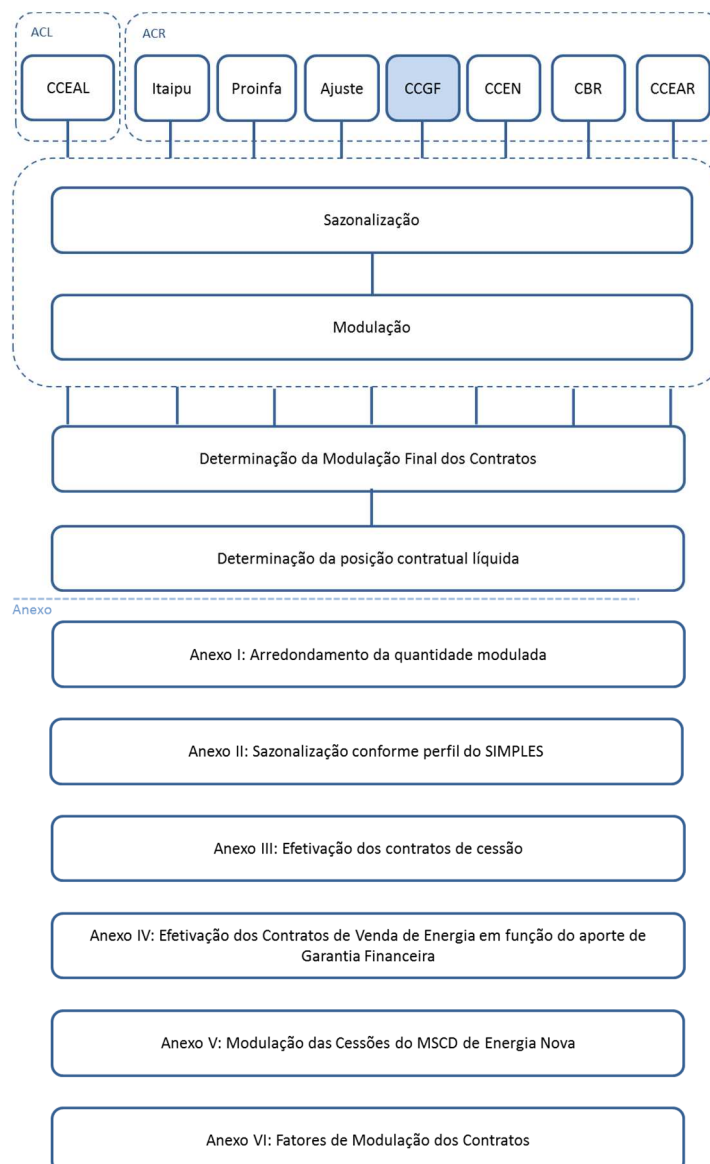 ACL
ACR
CCEAL
Itaipu
Proinfa
Ajuste
CCGF
CCEN
CBR
CCEAR
Sazonalização
Modulação
Determinação da Modulação Final dos Contratos
Determinação da posição contratual líquida
Anexo
Anexo I: Arredondamento da quantidade modulada
Anexo II: Sazonalização conforme perfil do SIMPLES
Anexo III: Efetivação dos contratos de cessão
Anexo IV: Efetivação dos Contratos de Venda de Energia em função do aporte de
Garantia Financeira
Anexo V: Modulação das Cessões do MSCD de Energia Nova
Anexo VI: Fatores de Modulação dos Contratos